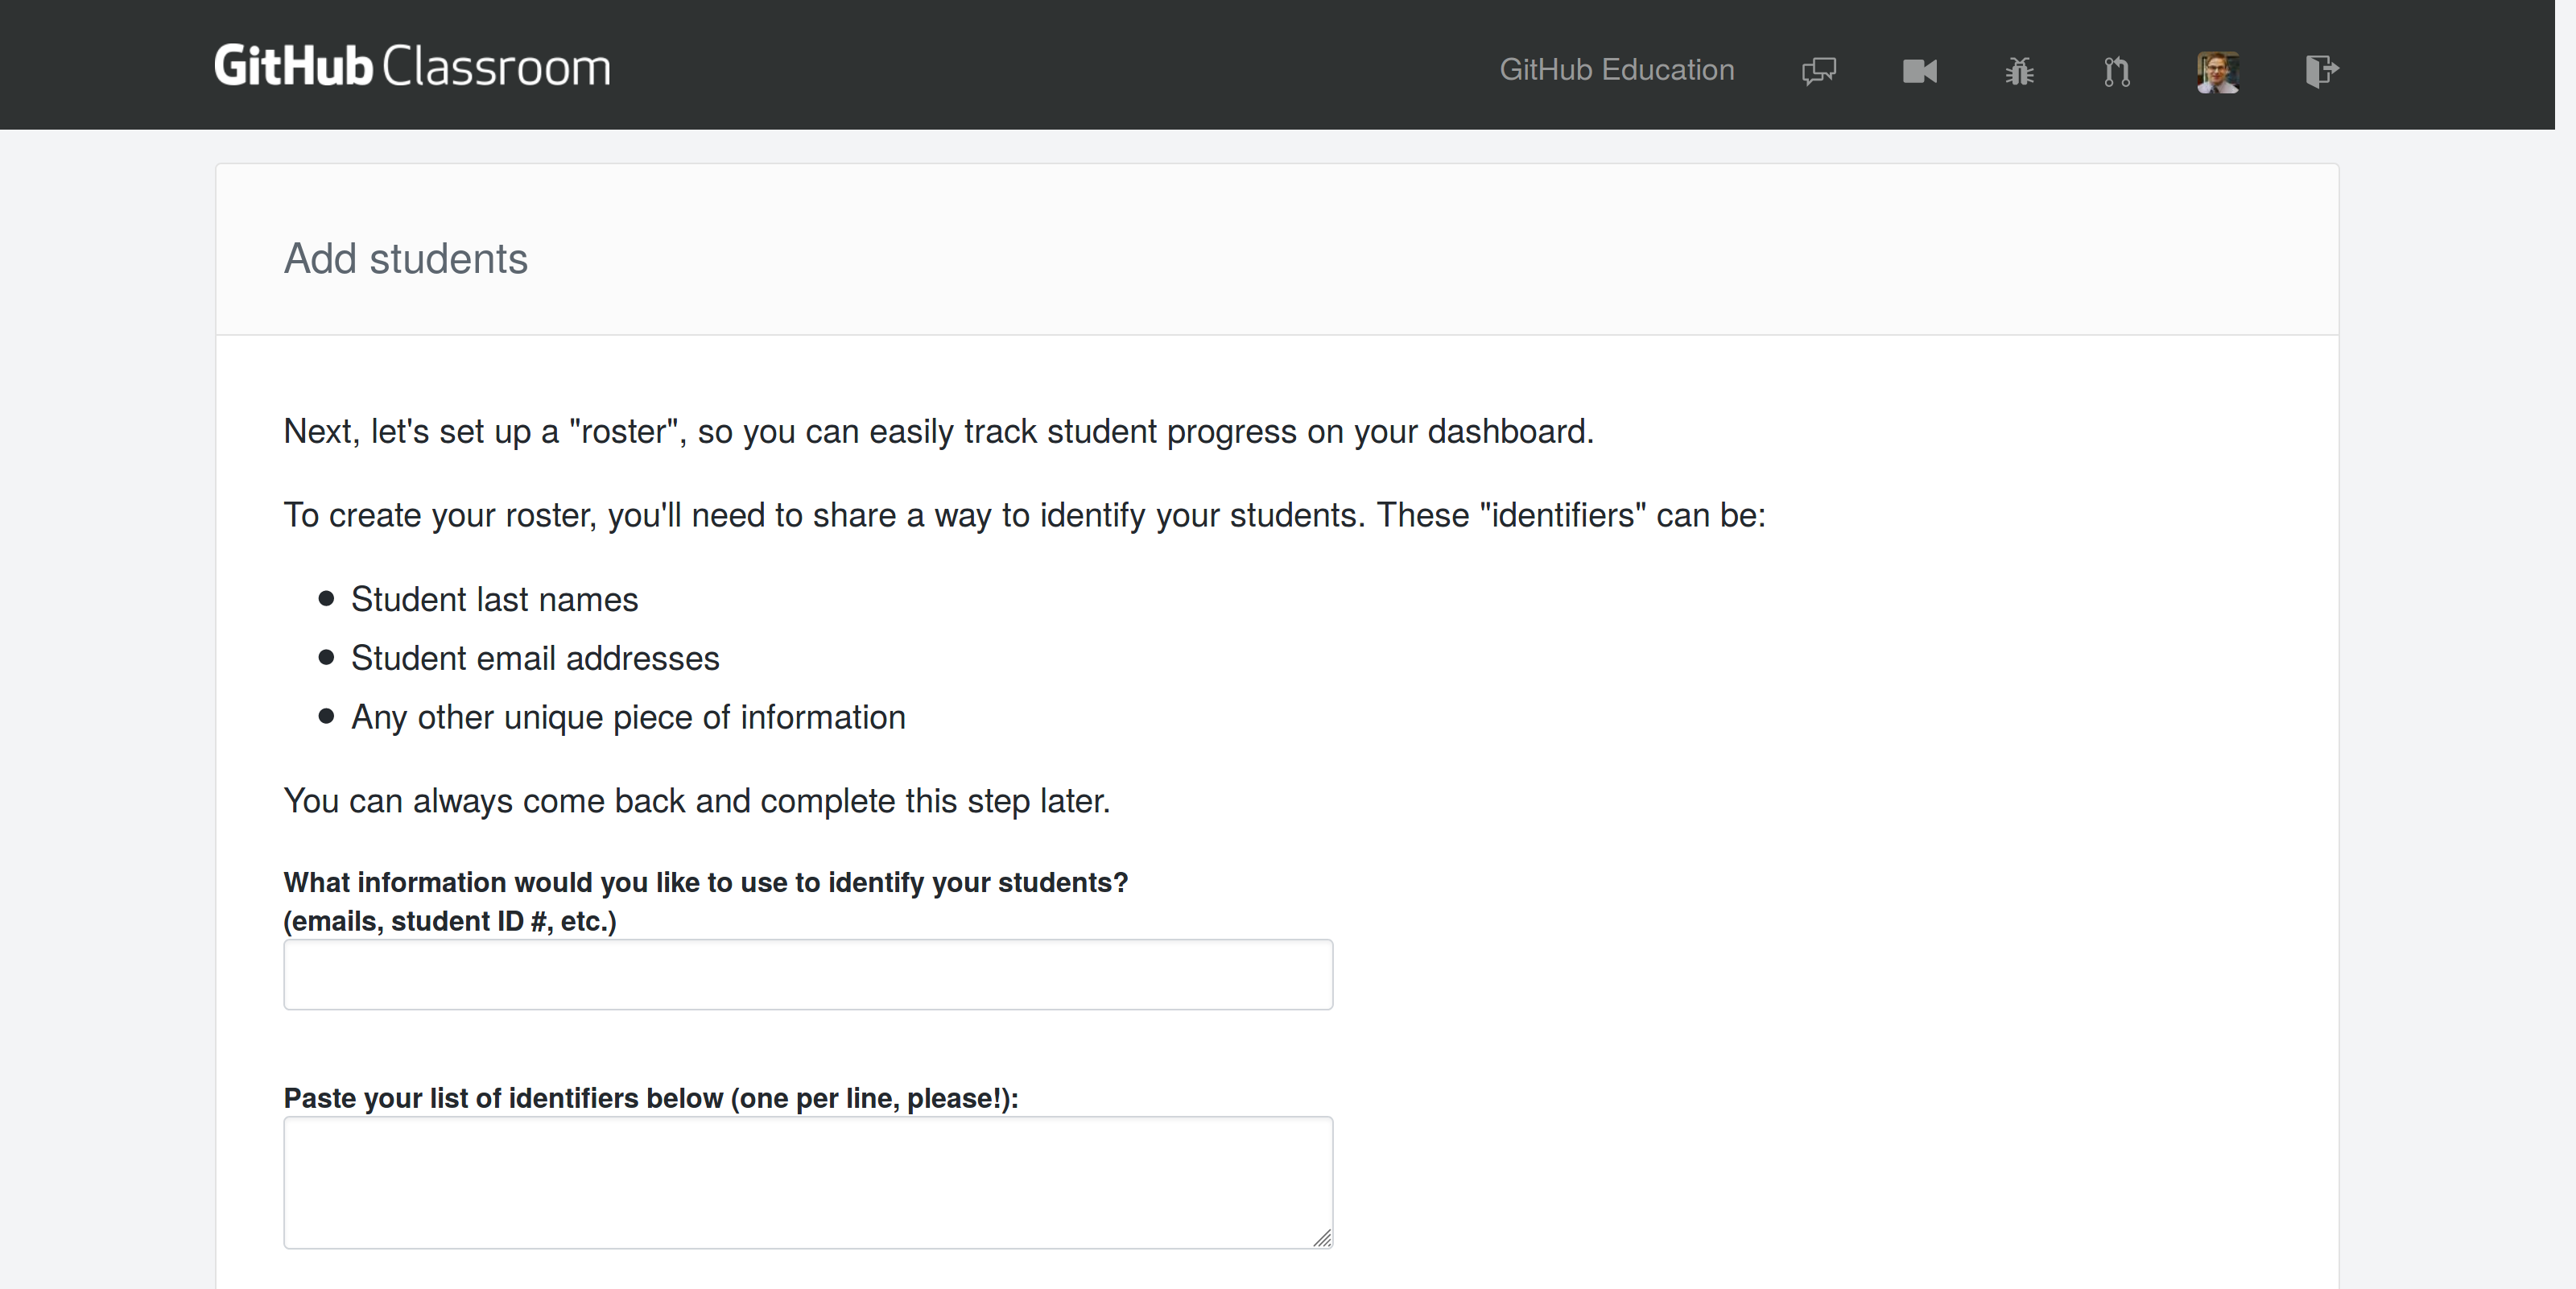 GitHub Classroom
GitHub Education
Add students
Next, let's set up a "roster", so you can easily track student progress on your dashboard.
To create your roster, you'll need to share a way to identify your students. These "identifiers" can be:
Student last names
Student email addresses
Any other unique piece of information
You can always come back and complete this step later.
What information would you like to use to identify your students?
(emails, student ID #, etc.)
Paste your list of identifiers below (one per line, please!):